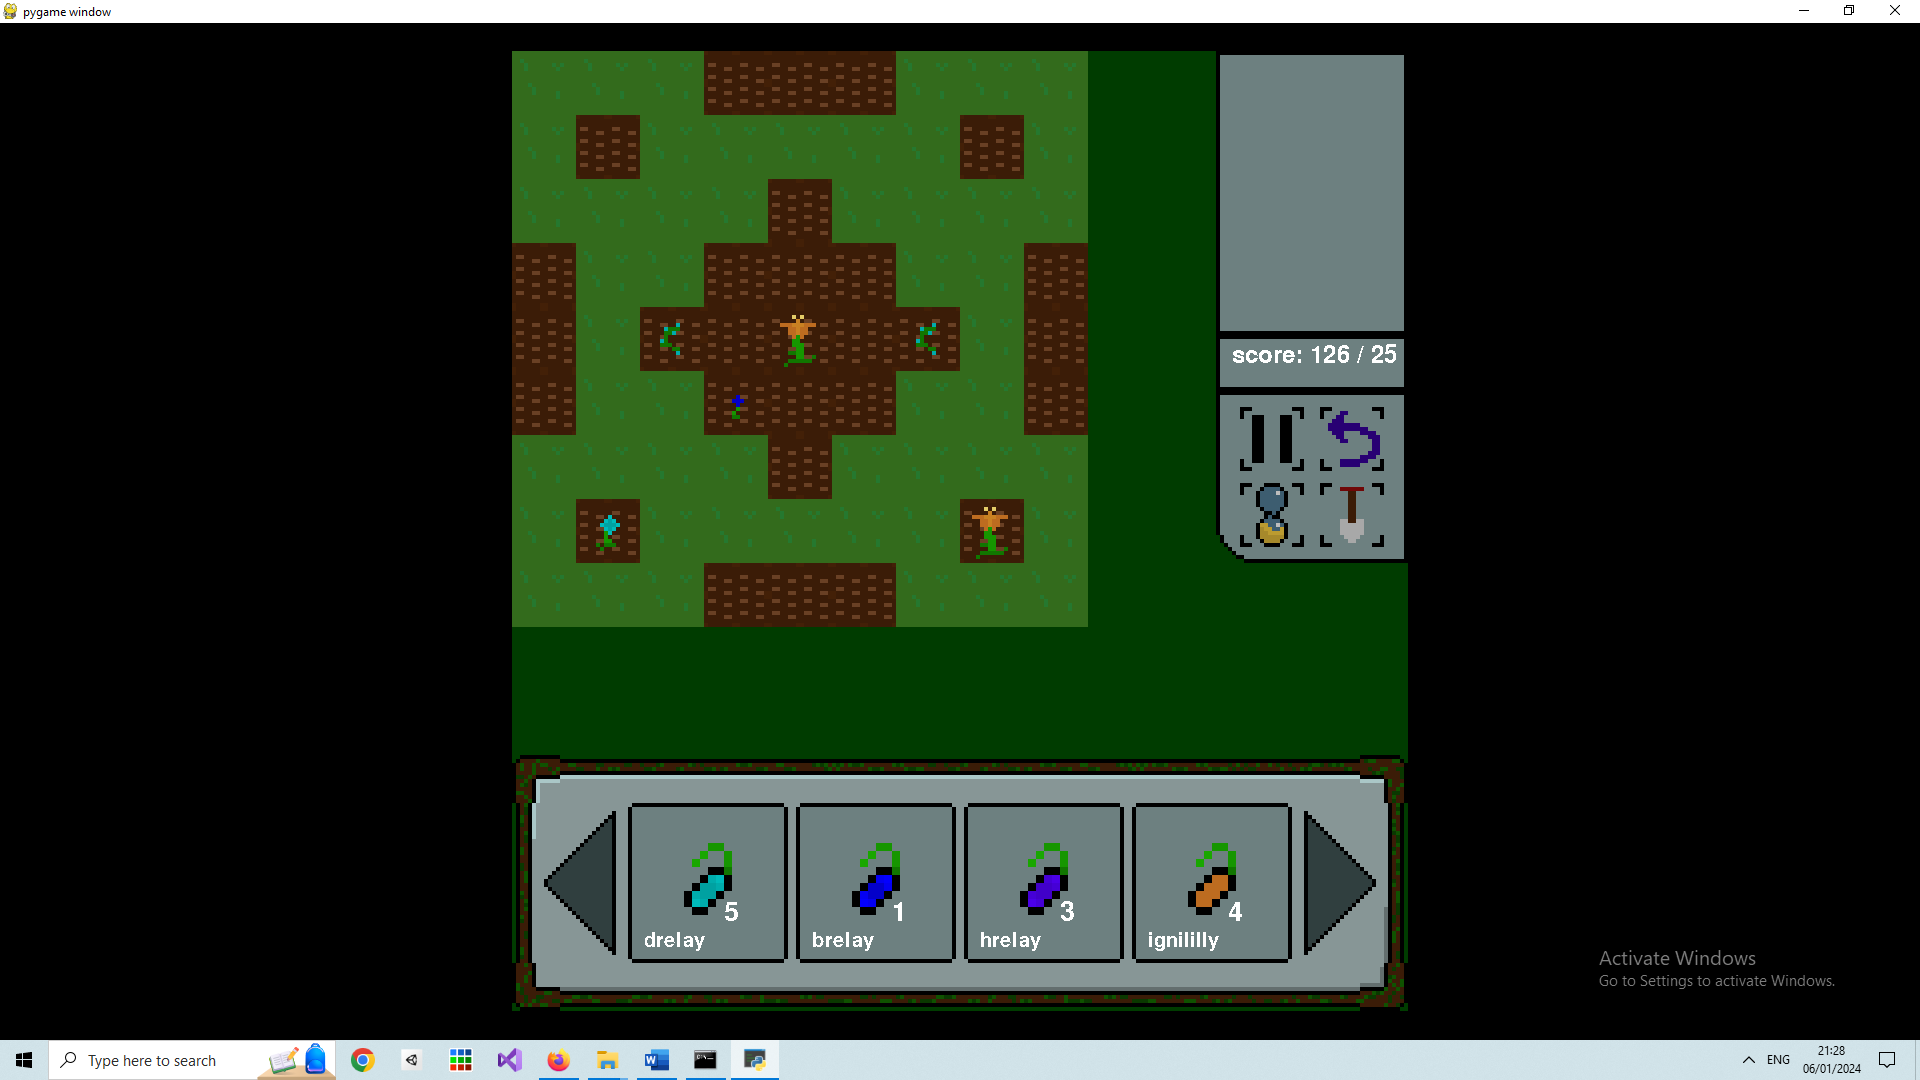 pygame window
score: 126 / 25
5
drelay
1
brelay
3
hrelay
4
ignililly
Activate Windows
Go to Settings to activate Windows.
Type here to search
ENG
21:28
06/01/2024